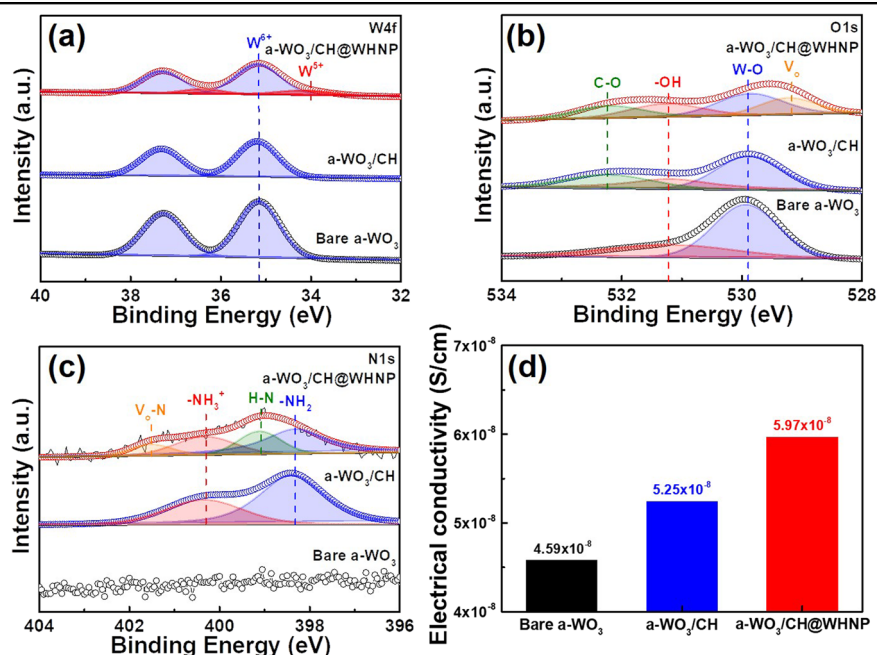 (a)
W4f
a-WO₃/CH@WHNP
W⁶⁺
W⁵⁺
a-WO₃/CH
Bare a-WO₃
Intensity (a.u.)
40 38 36 34 32
Binding Energy (eV)
(b)
O1s
a-WO₃/CH@WHNP
C-O -OH W-O Vₒ
a-WO₃/CH
Bare a-WO₃
Intensity (a.u.)
534 532 530 528
Binding Energy (eV)
(c)
N1s
a-WO₃/CH@WHNP
Vₒ-N -NH₃⁺ H-N -NH₂
a-WO₃/CH
Bare a-WO₃
Intensity (a.u.)
404 402 400 398 396
Binding Energy (eV)
(d)
Electrical conductivity (S/cm)
7x10⁻⁸
6x10⁻⁸
5x10⁻⁸
4x10⁻⁸
4.59x10⁻⁸
5.25x10⁻⁸
5.97x10⁻⁸
Bare a-WO₃ a-WO₃/CH a-WO₃/CH@WHNP